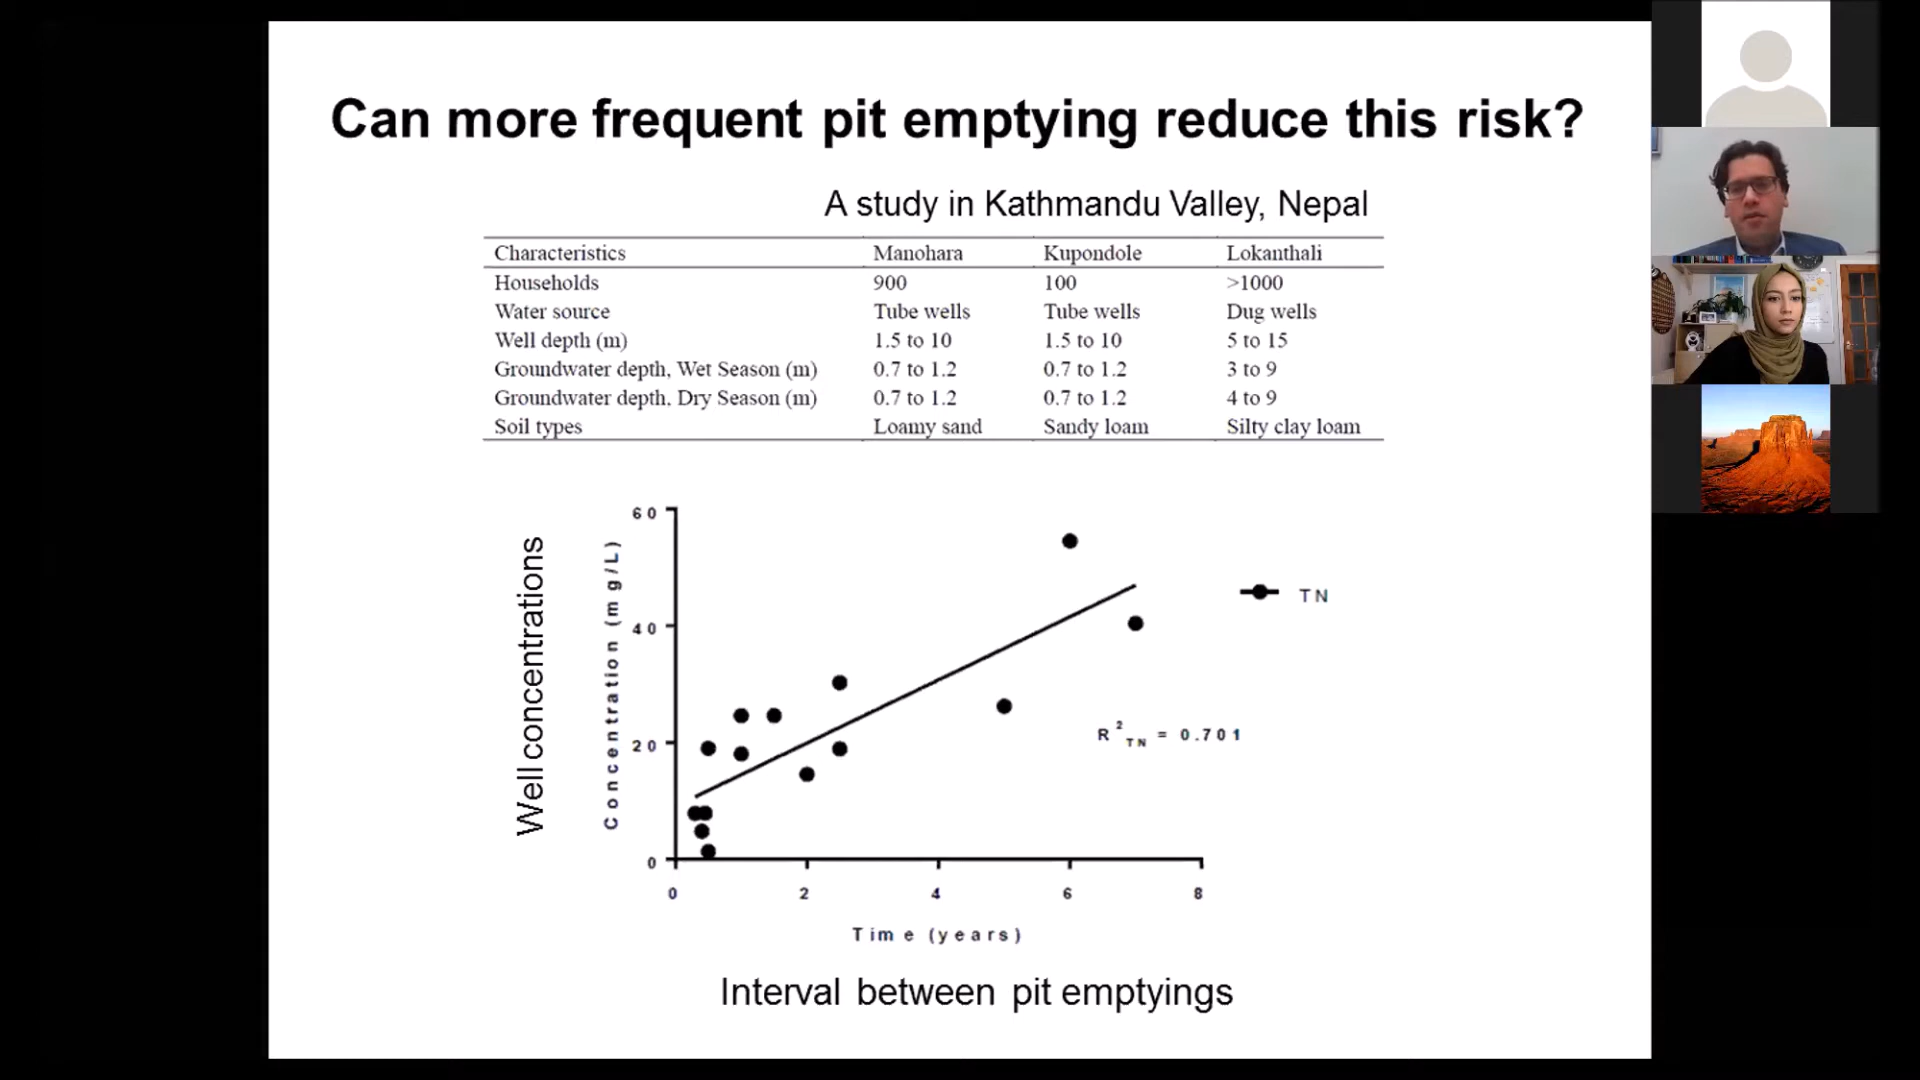 Can more frequent pit emptying reduce this risk?
A study in Kathmandu Valley, Nepal
Characteristics Manohara Kupondole Lokanthali
Households 900 100 >1000
Water source Tube wells Tube wells Dug wells
Well depth (m) 1.5 to 10 1.5 to 10 5 to 15
Groundwater depth, Wet Season (m) 0.7 to 1.2 0.7 to 1.2 3 to 9
Groundwater depth, Dry Season (m) 0.7 to 1.2 0.7 to 1.2 4 to 9
Soil types Loamy sand Sandy loam Silty clay loam
Well concentrations
Concentration (mg/L)
60
40
20
0
TN
R²TN = 0.701
0 2 4 6 8
Time (years)
Interval between pit emptyings